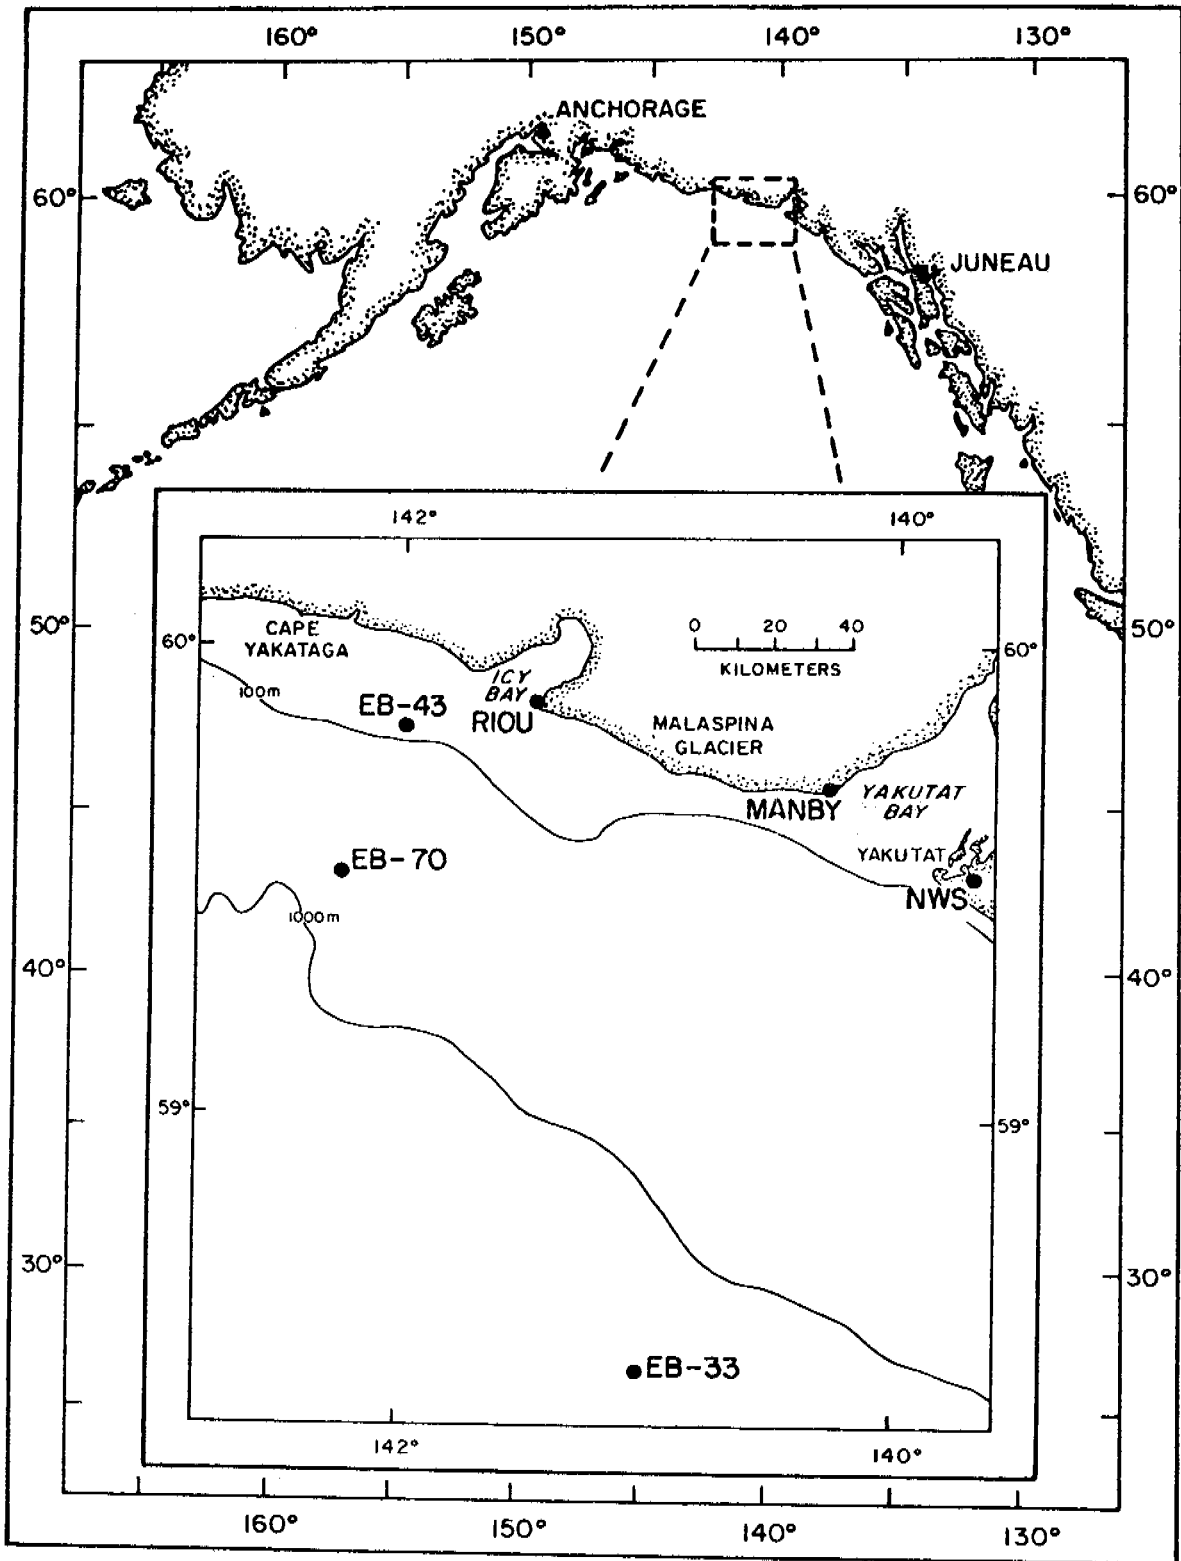 160° 150° 140° 130°
ANCHORAGE
60° 60°
JUNEAU
142° 140°
CAPE
YAKATAGA
60° 60°
0 20 40
KILOMETERS
ICY
BAY
100m
EB-43
RIOU
MALASPINA
GLACIER
50° 50°
MANBY
YAKUTAT
BAY
YAKUTAT
EB-70
NWS
1000m
40° 40°
59° 59°
30° 30°
EB-33
142° 140°
160° 150° 140° 130°